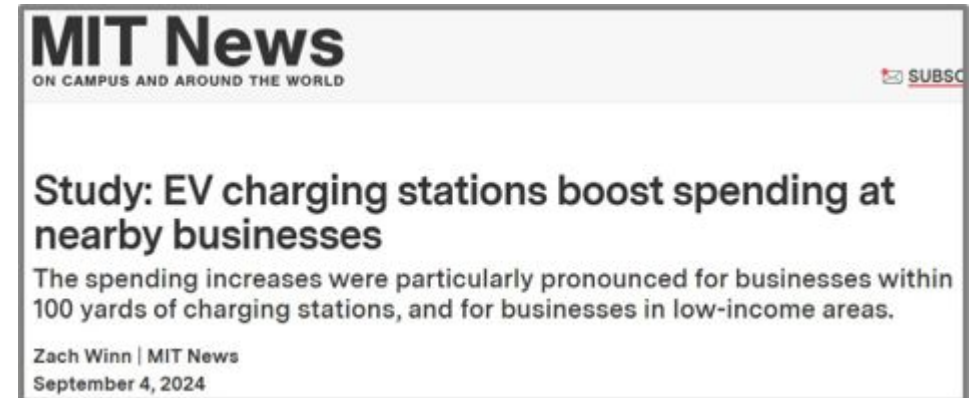 MIT News
ON CAMPUS AND AROUND THE WORLD
SUBSC
Study: EV charging stations boost spending at
nearby businesses
The spending increases were particularly pronounced for businesses within
100 yards of charging stations, and for businesses in low-income areas.
Zach Winn | MIT News
September 4, 2024